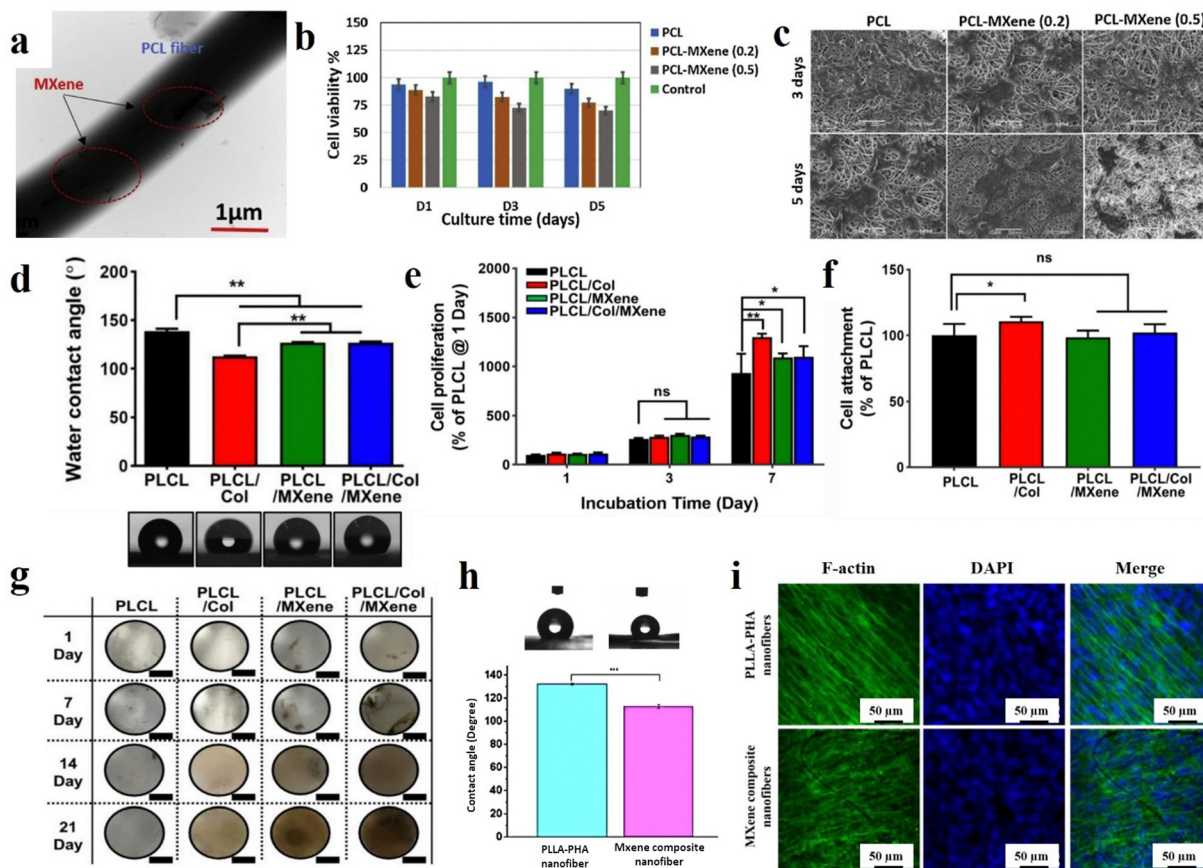 a
PCL fiber
MXene
1µm
b
Cell viability %
150
125
100
75
50
25
0
D1
D3
D5
Culture time (days)
PCL
PCL-MXene (0.2)
PCL-MXene (0.5)
Control
c
PCL
PCL-MXene (0.2)
PCL-MXene (0.5)
3 days
5 days
d
Water contact angle (°)
200
150
100
50
0
**
**
PLCL
PLCL/
Col
PLCL
/MXene
PLCL/Col
/MXene
e
Cell proliferation
(% of PLCL @ 1 Day)
2000
1500
1000
500
0
PLCL
PLCL/Col
PLCL/MXene
PLCL/Col/MXene
ns
*
*
**
1
3
7
Incubation Time (Day)
f
Cell attachment
(% of PLCL)
150
100
50
0
ns
*
PLCL
PLCL
/Col
PLCL
/MXene
PLCL/Col
/MXene
g
PLCL
PLCL
/Col
PLCL
/MXene
PLCL/Col
/MXene
1
Day
7
Day
14
Day
21
Day
h
Contact angle (Degree)
140
120
100
80
60
40
20
0
***
PLLA-PHA
nanofiber
Mxene composite
nanofiber
i
F-actin
DAPI
Merge
PLLA-PHA
nanofibers
MXene composite
nanofibers
50 µm
50 µm
50 µm
50 µm
50 µm
50 µm